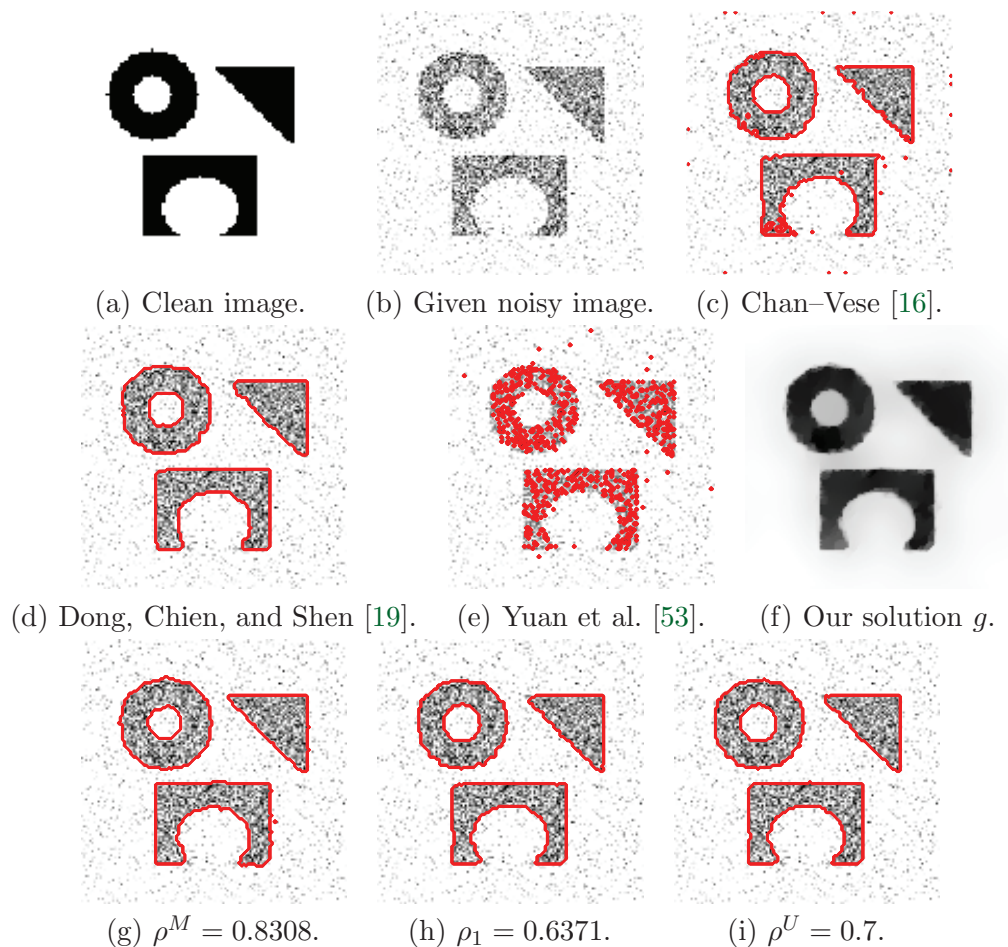 (a) Clean image. (b) Given noisy image. (c) Chan–Vese [16].
(d) Dong, Chien, and Shen [19]. (e) Yuan et al. [53]. (f) Our solution g.
(g) ρ^M = 0.8308. (h) ρ₁ = 0.6371. (i) ρ^U = 0.7.